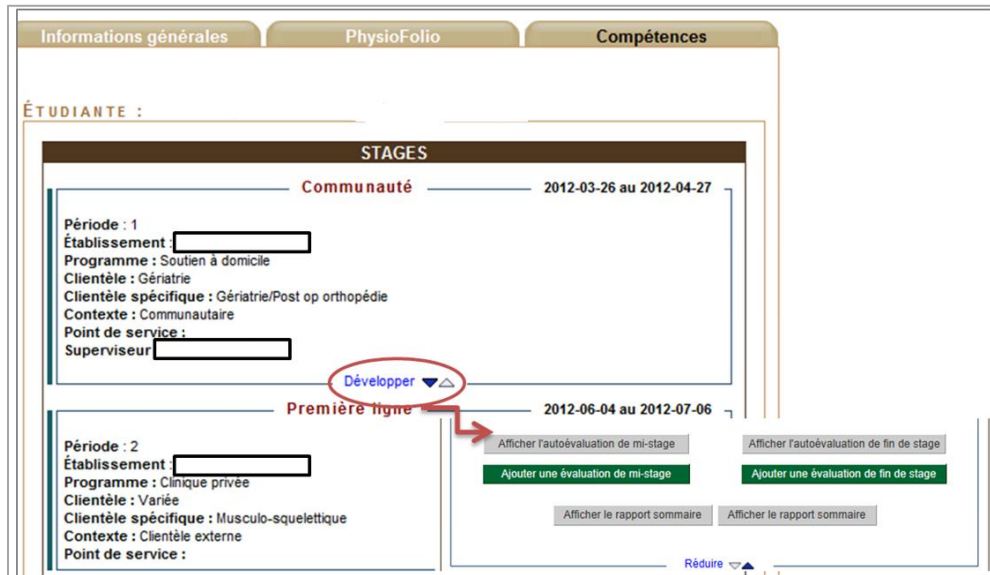 Informations générales PhysioFolio Compétences
ÉTUDIANTE :
STAGES
Communauté 2012-03-26 au 2012-04-27
Période : 1
Établissement :
Programme : Soutien à domicile
Clientèle : Gériatrie
Clientèle spécifique : Gériatrie/Post op orthopédie
Contexte : Communautaire
Point de service :
Superviseur
Développer
Première ligne 2012-06-04 au 2012-07-06
Période : 2
Établissement :
Programme : Clinique privée
Clientèle : Variée
Clientèle spécifique : Musculo-squelettique
Contexte : Clientèle externe
Point de service :
Afficher l'autoévaluation de mi-stage Afficher l'autoévaluation de fin de stage
Ajouter une évaluation de mi-stage Ajouter une évaluation de fin de stage
Afficher le rapport sommaire Afficher le rapport sommaire
Réduire